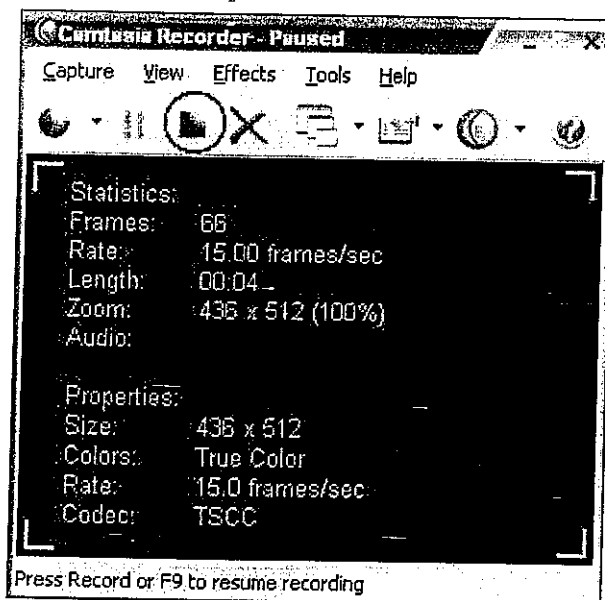 Camtasia Recorder - Paused
Capture View Effects Tools Help
Statistics:
Frames: 66
Rate: 15.00 frames/sec
Length: 00:04
Zoom: 436 x 512 (100%)
Audio:
Properties:
Size: 436 x 512
Colors: True Color
Rate: 15.0 frames/sec
Codec: TSCC
Press Record or F9 to resume recording